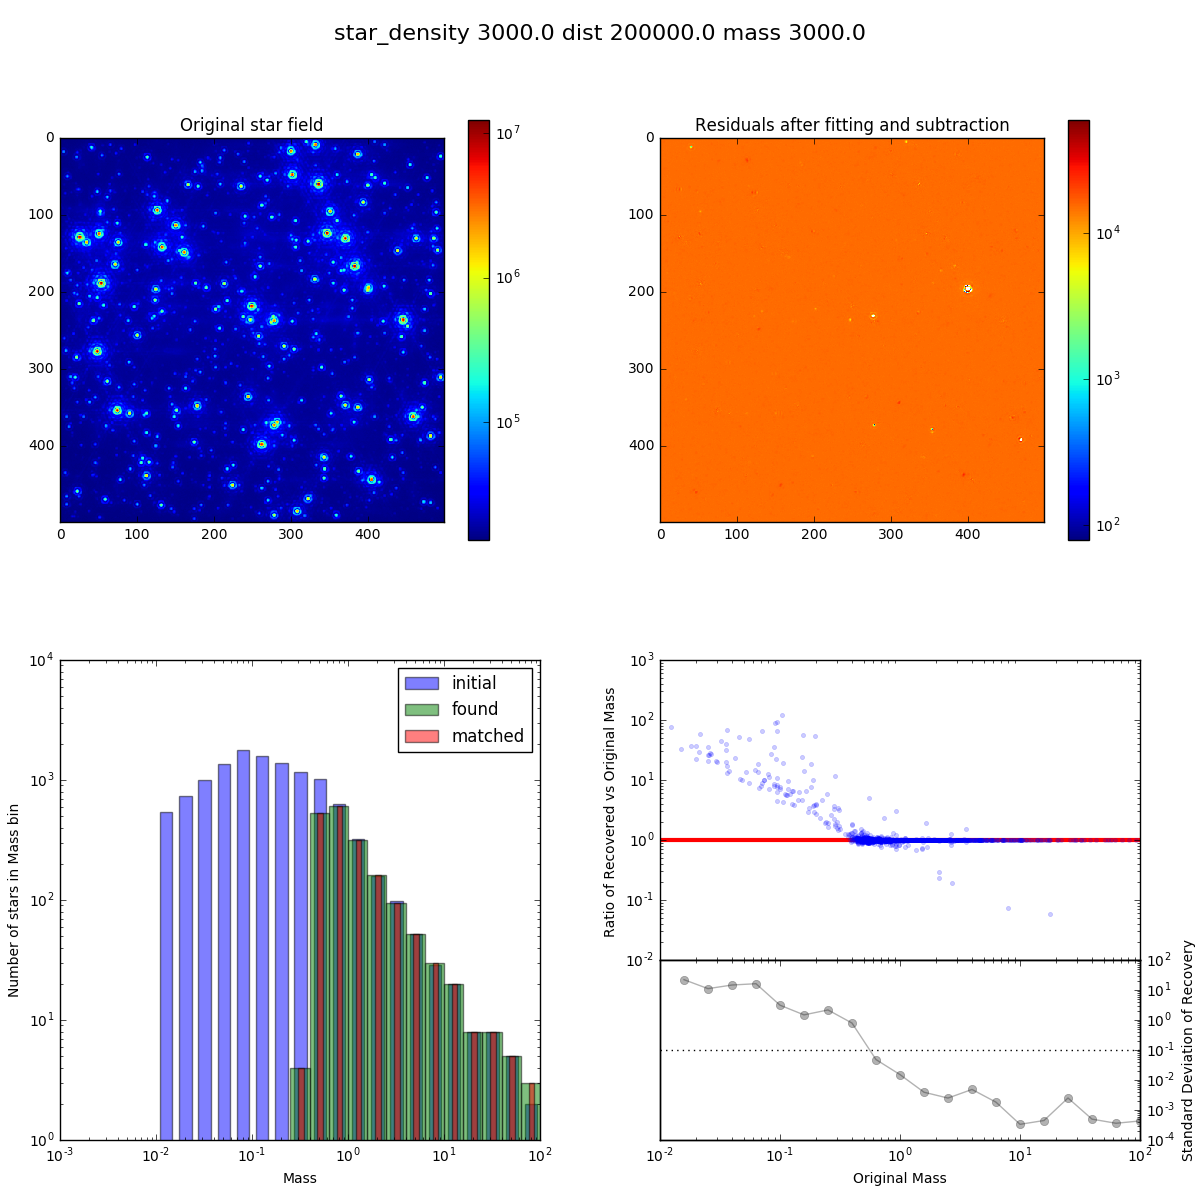 star_density 3000.0 dist 200000.0 mass 3000.0
Original star field
0
100
200
300
400
0 100 200 300 400
10^7
10^6
10^5
Residuals after fitting and subtraction
0
100
200
300
400
0 100 200 300 400
10^4
10^3
10^2
initial
found
matched
Number of stars in Mass bin
10^4
10^3
10^2
10^1
10^0
10^-3 10^-2 10^-1 10^0 10^1 10^2
Mass
Ratio of Recovered vs Original Mass
10^3
10^2
10^1
10^0
10^-1
10^-2
Standard Deviation of Recovery
10^2
10^1
10^0
10^-1
10^-2
10^-3
10^-4
10^-2 10^-1 10^0 10^1 10^2
Original Mass